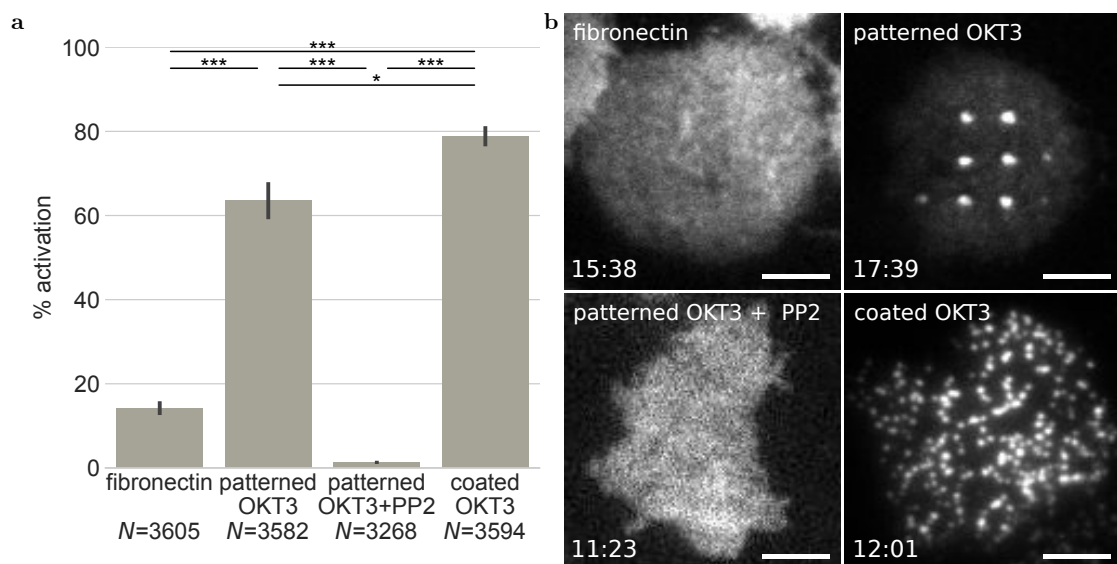 a
% activation
100
80
60
40
20
0
***
*** *** ***
*
fibronectin patterned patterned coated
OKT3 OKT3+PP2 OKT3
N=3605 N=3582 N=3268 N=3594
b
fibronectin
15:38
patterned OKT3
17:39
patterned OKT3 + PP2
11:23
coated OKT3
12:01